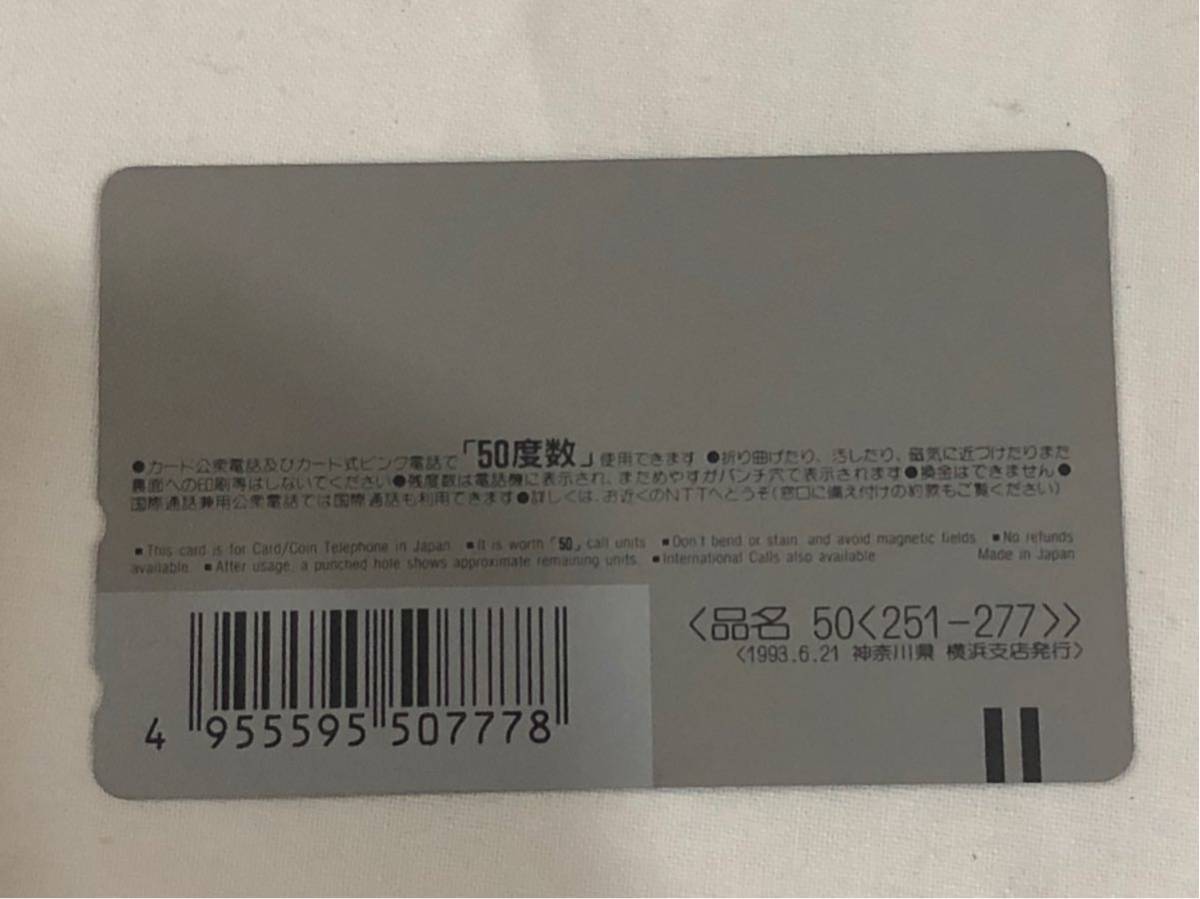 ●カード公衆電話及びカード式ピンク電話で「50度数」使用できます ●折り曲げたり、汚したり、磁気に近づけたりまた
裏面への印刷等はしないでください●残度数は電話機に表示され、まためやすがパンチ穴で表示されます●換金はできません●
国際通話兼用公衆電話では国際通話も利用できます●詳しくは、お近くのNTTへどうぞ(窓口に備え付けの約款もご覧ください)
■This card is for Card/Coin Telephone in Japan ■It is worth「50」call units ■Don't bend or stain, and avoid magnetic fields ■No refunds
available. ■After usage, a punched hole shows approximate remaining units. ■International Calls also available Made in Japan
<品名 50<251-277>>
<1993.6.21 神奈川県 横浜支店発行>
4 955595 507778